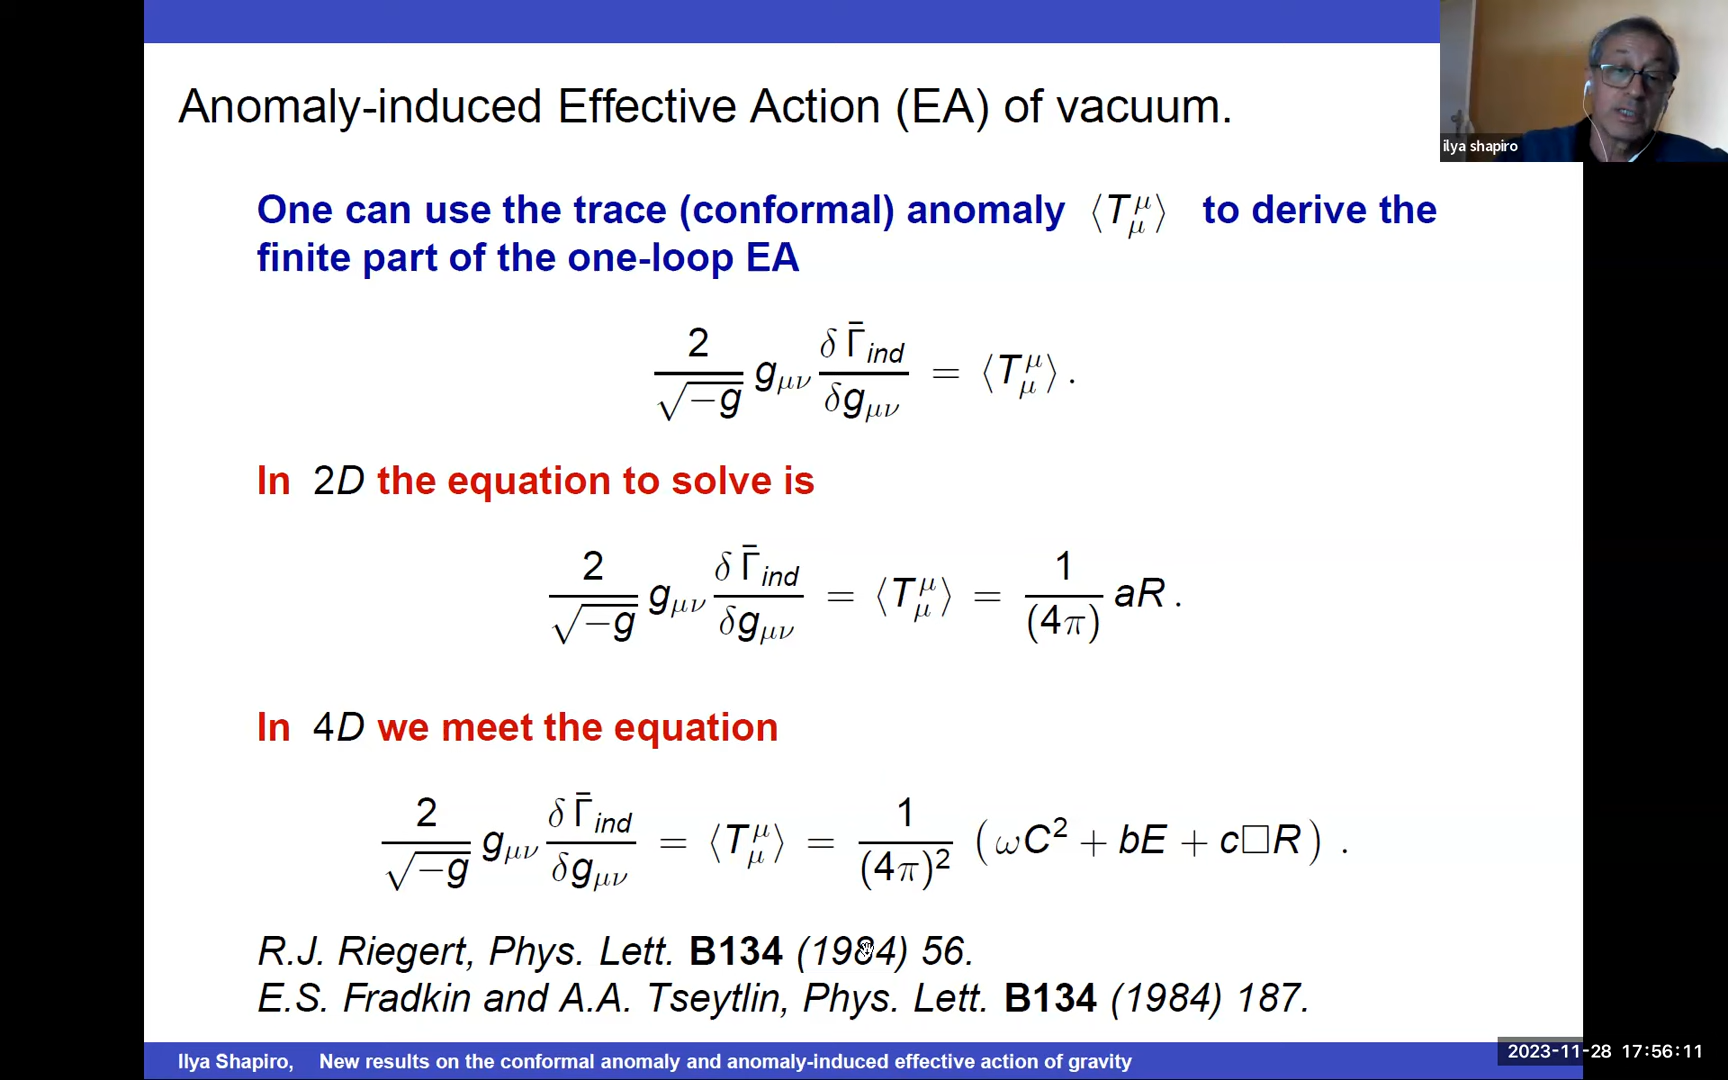 Anomaly-induced Effective Action (EA) of vacuum.
ilya shapiro
One can use the trace (conformal) anomaly ⟨T^μ_μ⟩ to derive the
finite part of the one-loop EA
2/√−g g_μν δ Γ̄_ind/δg_μν = ⟨T^μ_μ⟩ .
In 2D the equation to solve is
2/√−g g_μν δ Γ̄_ind/δg_μν = ⟨T^μ_μ⟩ = 1/(4π) aR .
In 4D we meet the equation
2/√−g g_μν δ Γ̄_ind/δg_μν = ⟨T^μ_μ⟩ = 1/(4π)² (ωC² + bE + c□R) .
R.J. Riegert, Phys. Lett. B134 (1984) 56.
E.S. Fradkin and A.A. Tseytlin, Phys. Lett. B134 (1984) 187.
Ilya Shapiro, New results on the conformal anomaly and anomaly-induced effective action of gravity
2023-11-28 17:56:11